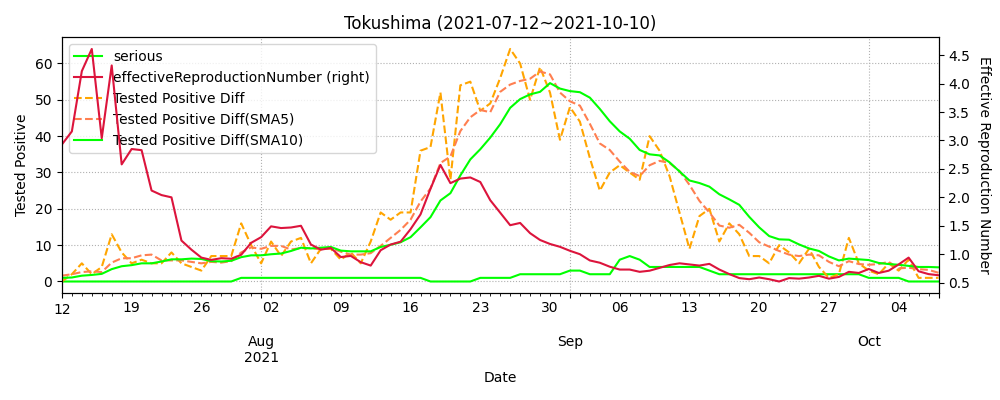 Tokushima (2021-07-12~2021-10-10)
serious
effectiveReproductionNumber (right)
Tested Positive Diff
Tested Positive Diff(SMA5)
Tested Positive Diff(SMA10)
Tested Positive
60
50
40
30
20
10
0
Effective Reproduction Number
4.5
4.0
3.5
3.0
2.5
2.0
1.5
1.0
0.5
12 19 26 02 09 16 23 30 06 13 20 27 04
Aug Sep Oct
2021
Date